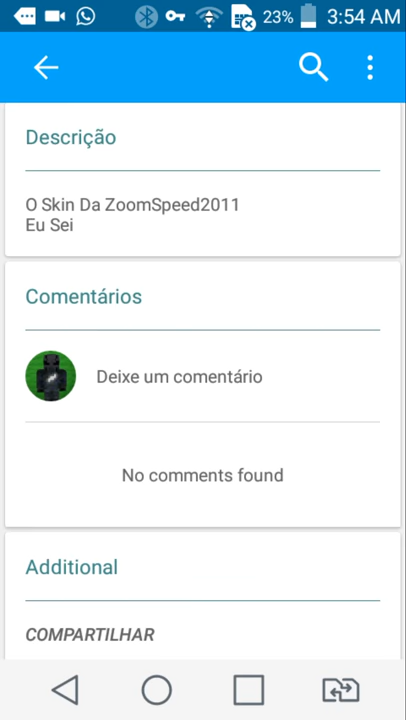 23% 3:54 AM
Descrição
O Skin Da ZoomSpeed2011
Eu Sei
Comentários
Deixe um comentário
No comments found
Additional
COMPARTILHAR